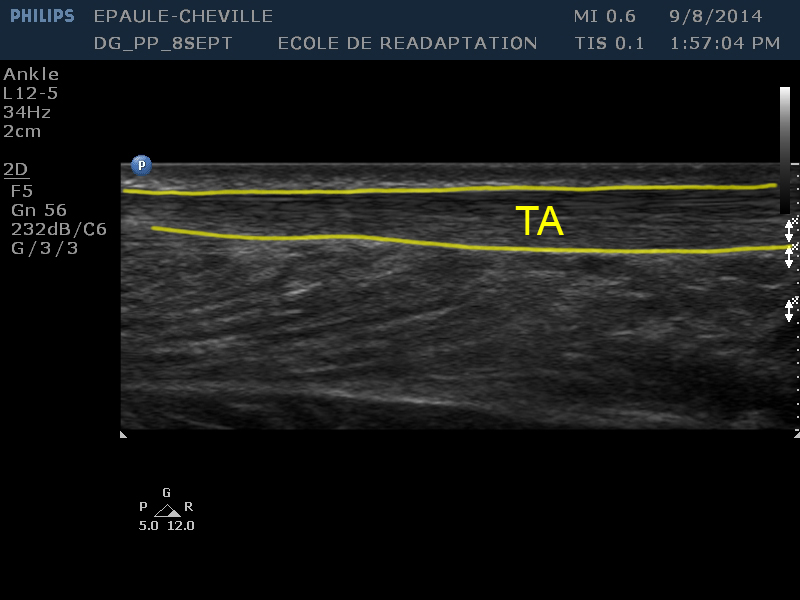 PHILIPS EPAULE-CHEVILLE MI 0.6 9/8/2014
DG_PP_8SEPT ECOLE DE READAPTATION TIS 0.1 1:57:04 PM
Ankle
L12-5
34Hz
2cm
2D
F5
Gn 56
232dB/C6
G/3/3
P
TA
G
P R
5.0 12.0